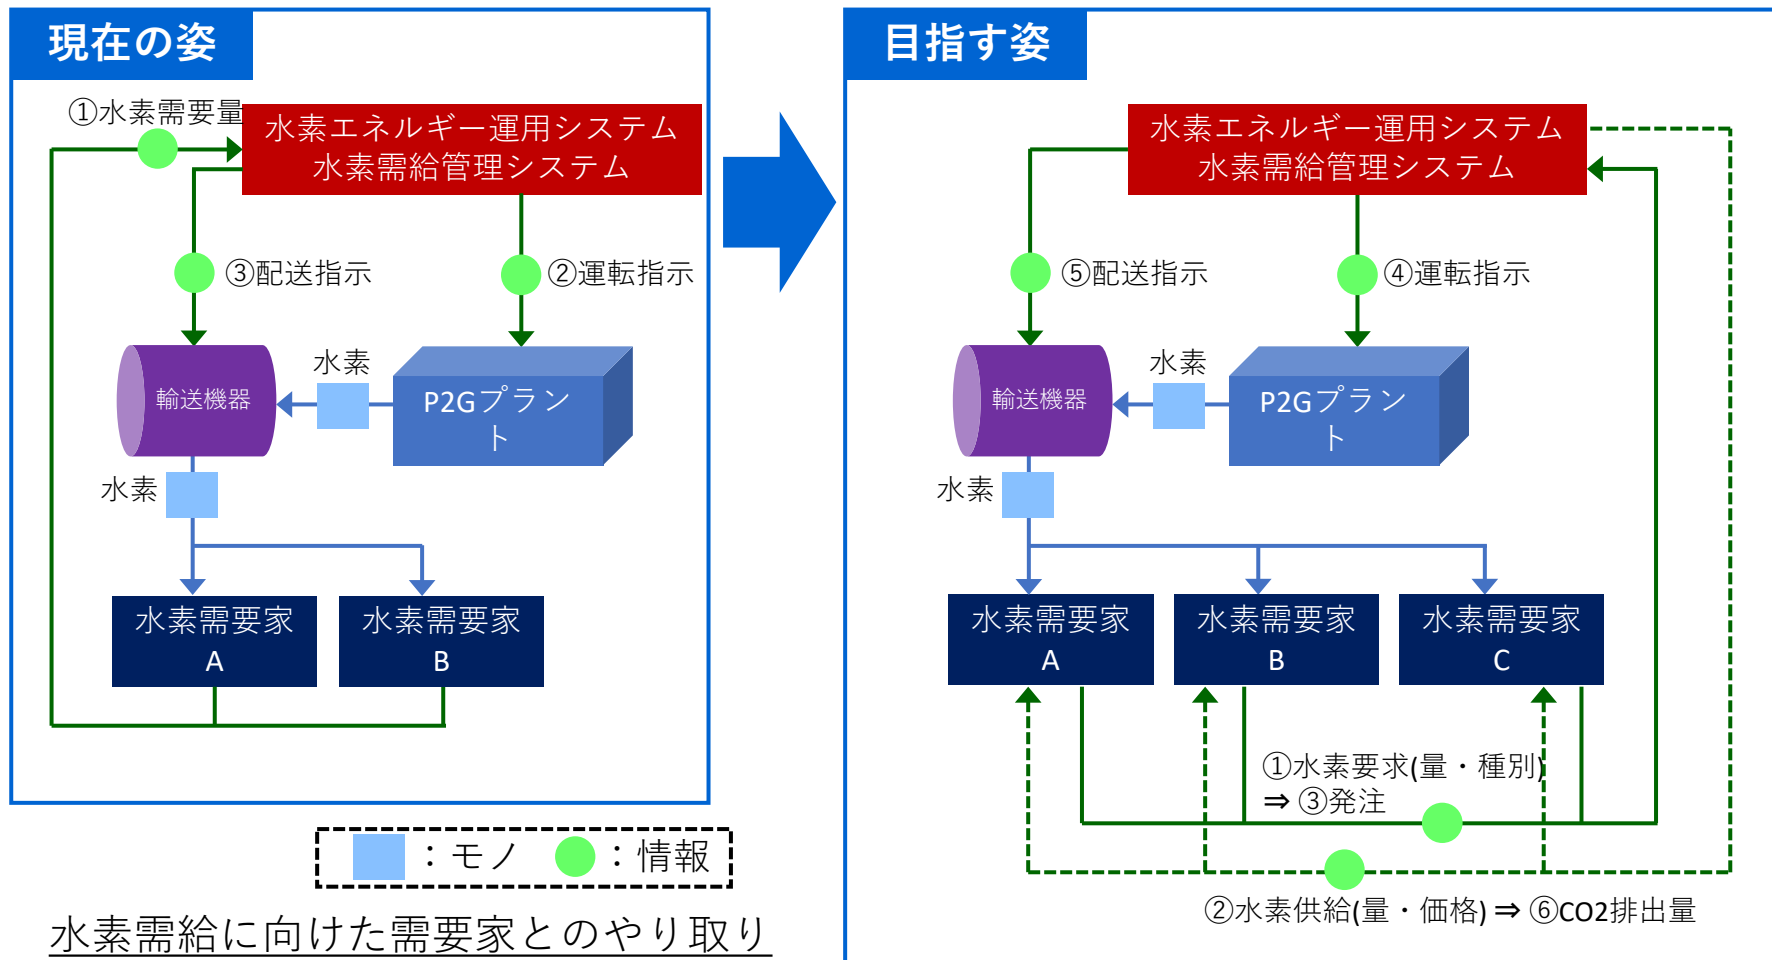 現在の姿
①水素需要量
水素エネルギー運用システム
水素需給管理システム
③配送指示
②運転指示
輸送機器
水素
P2Gプラン
ト
水素
水素需要家
A
水素需要家
B
：モノ
：情報
水素需給に向けた需要家とのやり取り
目指す姿
水素エネルギー運用システム
水素需給管理システム
⑤配送指示
④運転指示
輸送機器
水素
P2Gプラン
ト
水素
水素需要家
A
水素需要家
B
水素需要家
C
①水素要求(量・種別)
⇒ ③発注
②水素供給(量・価格) ⇒ ⑥CO2排出量